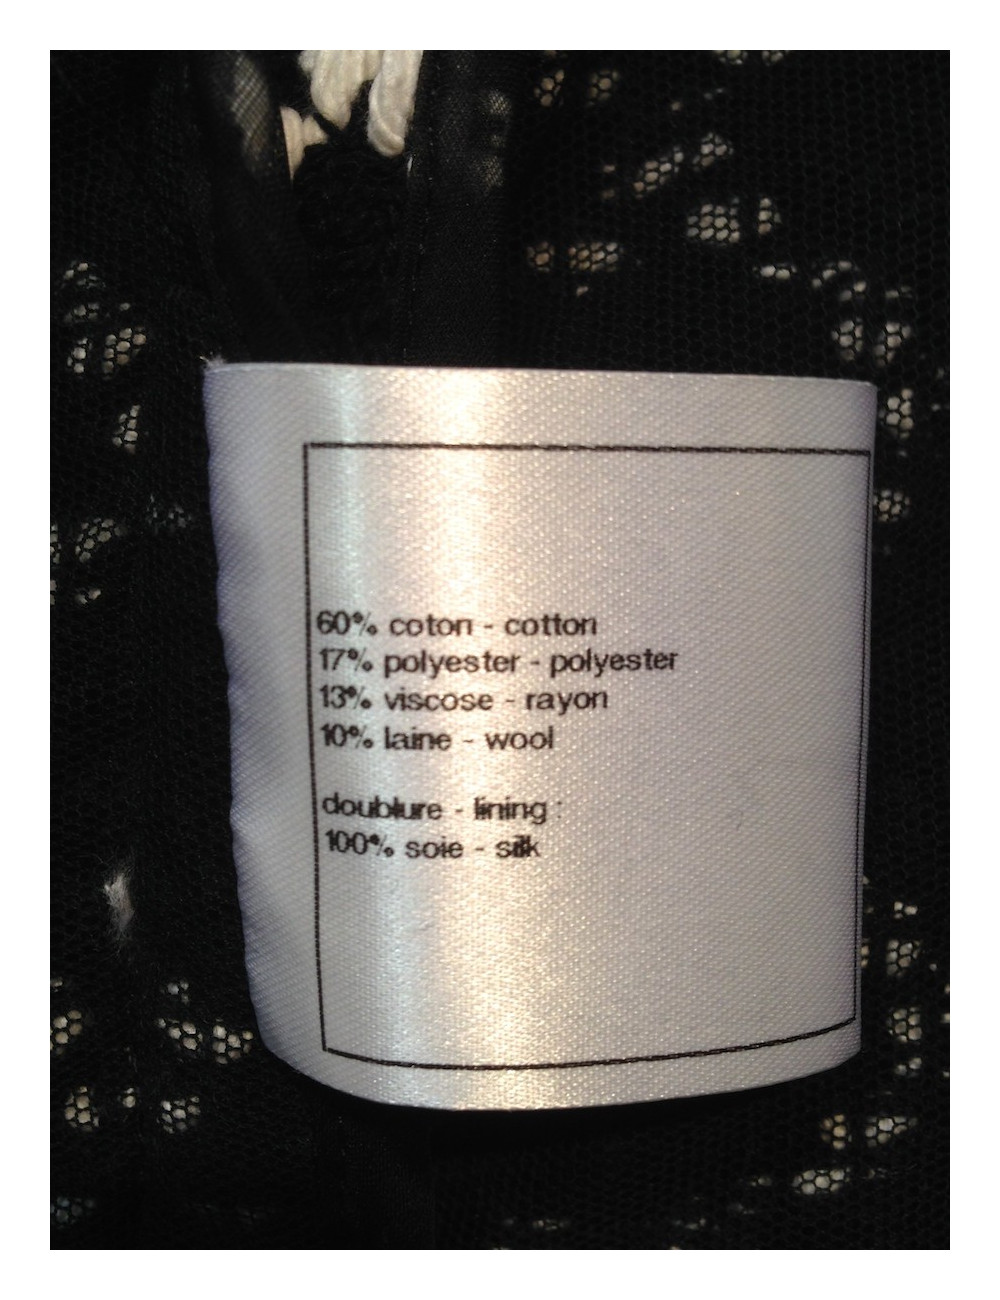 60% coton - cotton
17% polyester - polyester
13% viscose - rayon
10% laine - wool
doublure - lining :
100% soie - silk